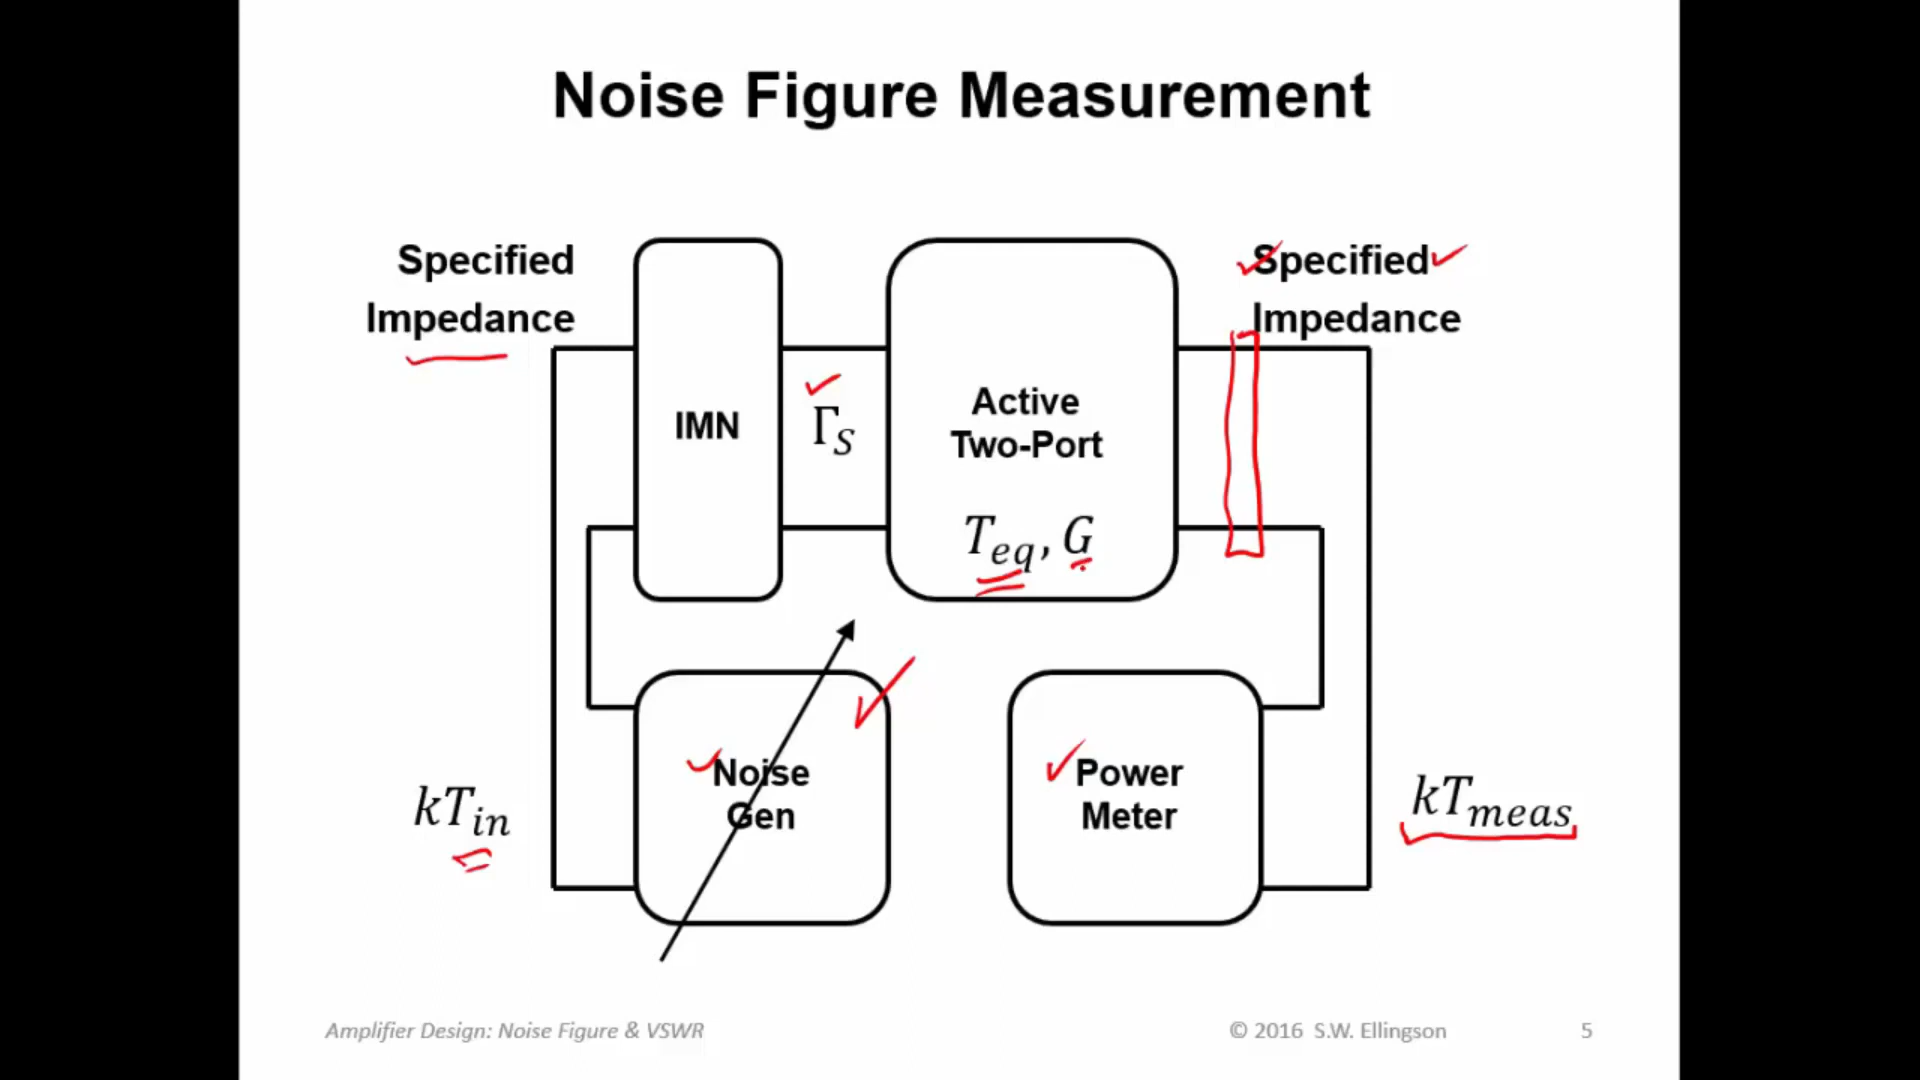 Noise Figure Measurement
Specified
Impedance
Specified
Impedance
IMN
Γ_S
Active
Two-Port
T_eq, G
Noise
Gen
Power
Meter
kT_in
kT_meas
Amplifier Design: Noise Figure & VSWR
© 2016 S.W. Ellingson
5